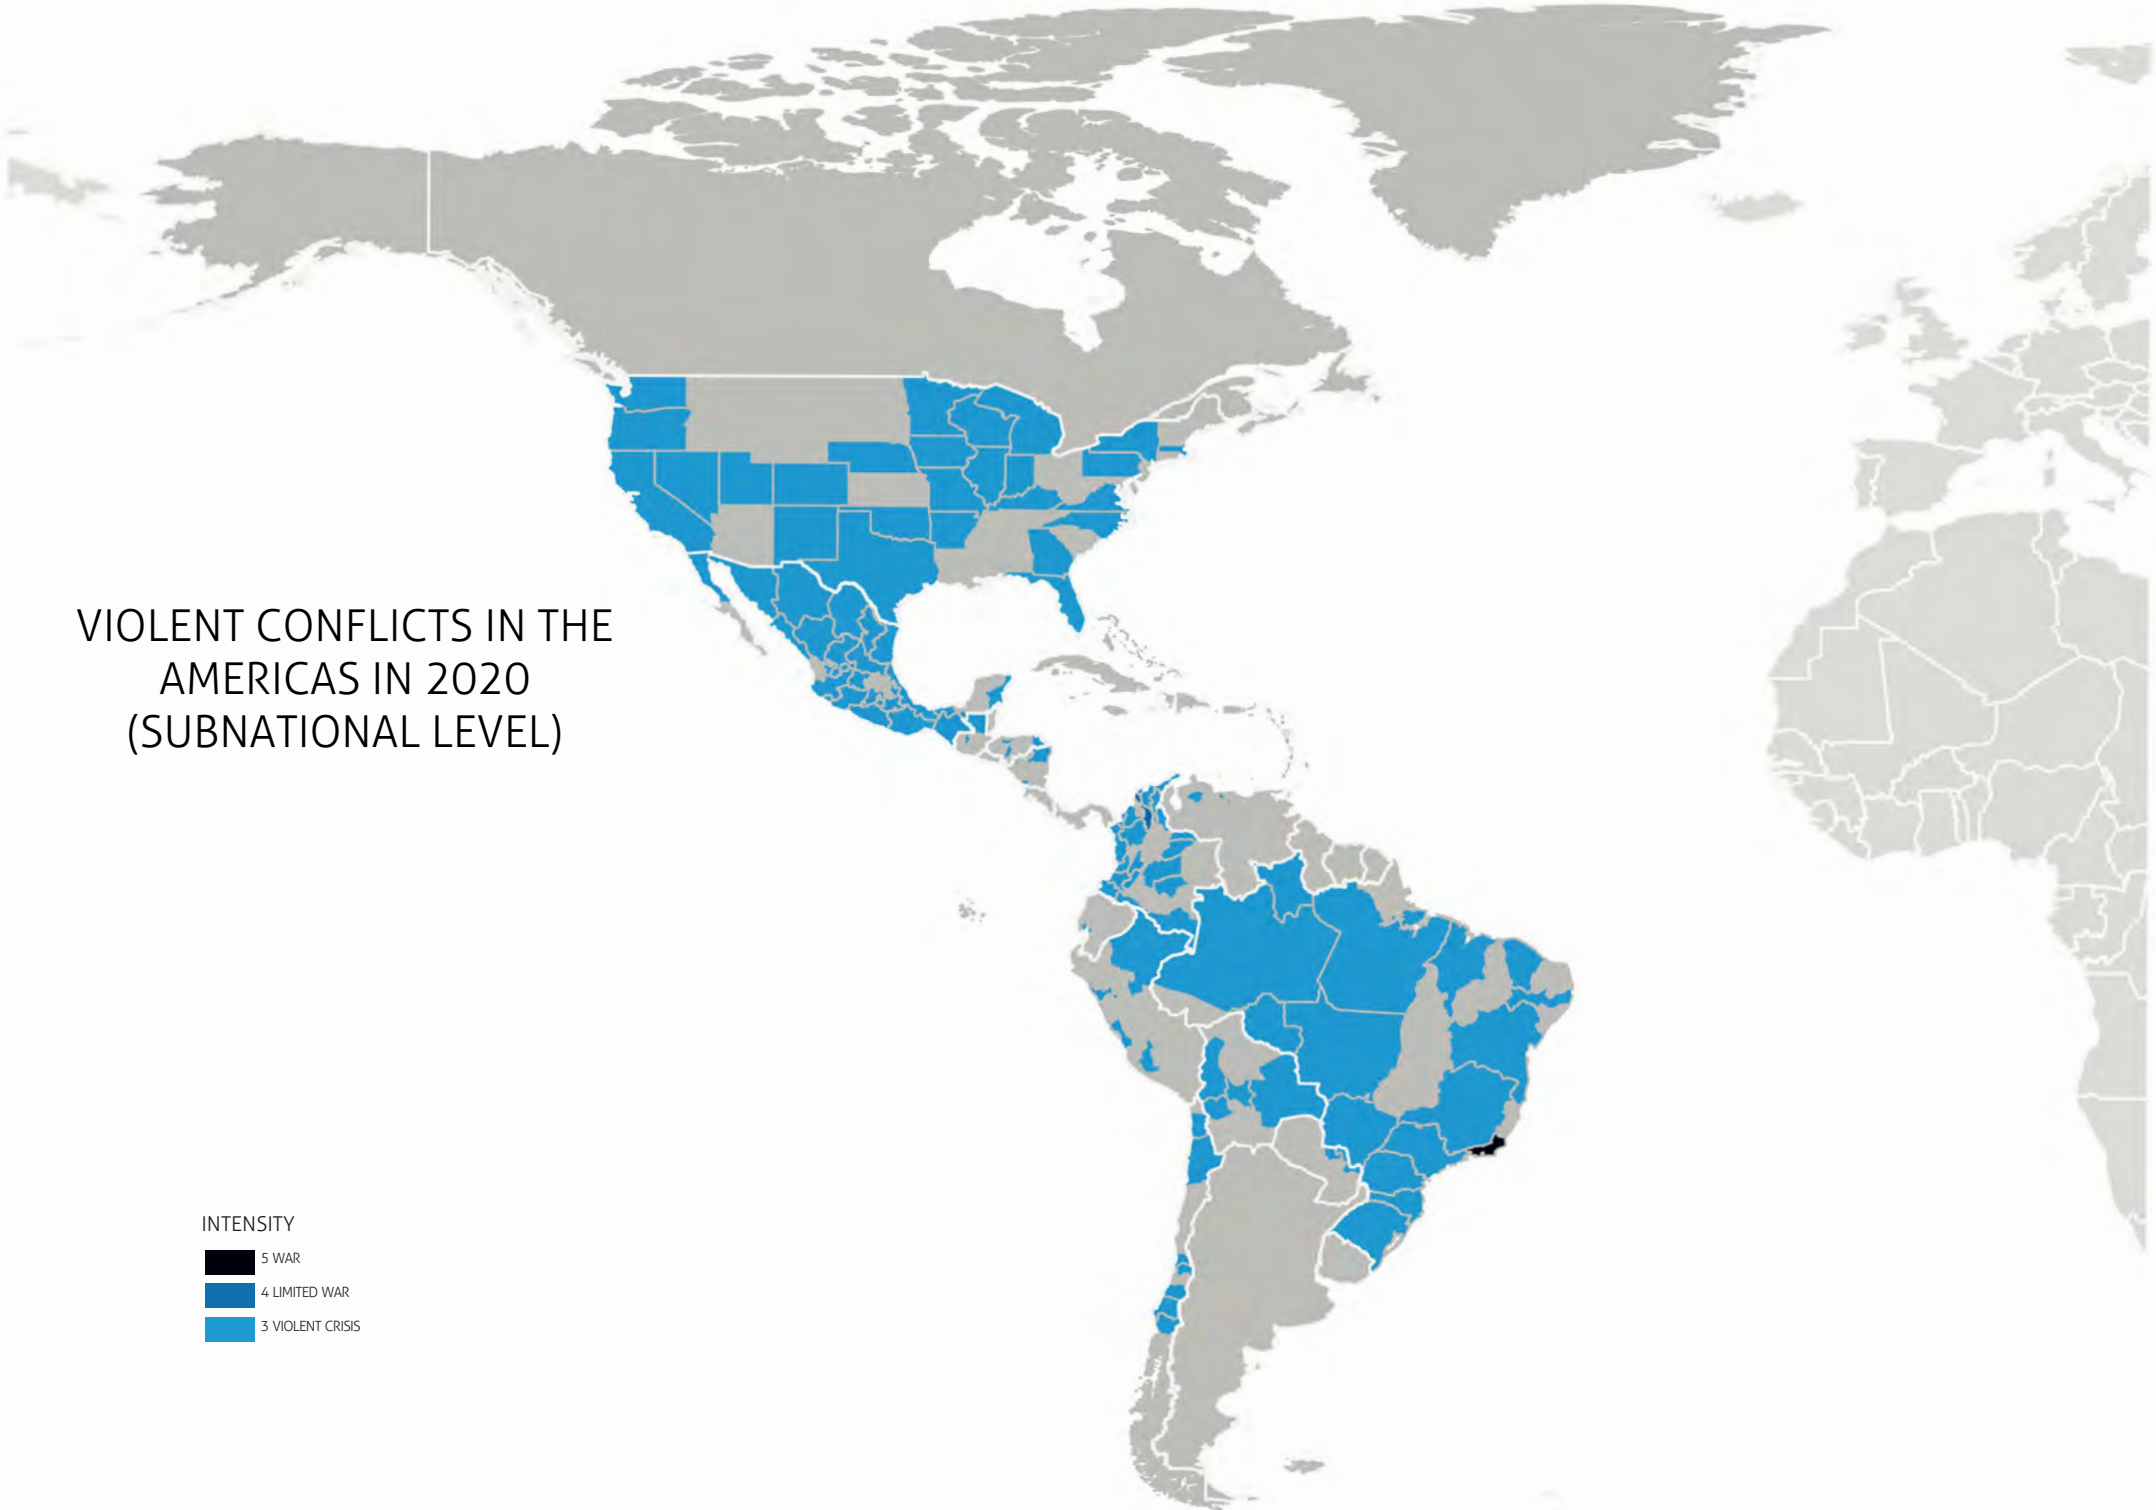 VIOLENT CONFLICTS IN THE
AMERICAS IN 2020
(SUBNATIONAL LEVEL)
INTENSITY
5 WAR
4 LIMITED WAR
3 VIOLENT CRISIS